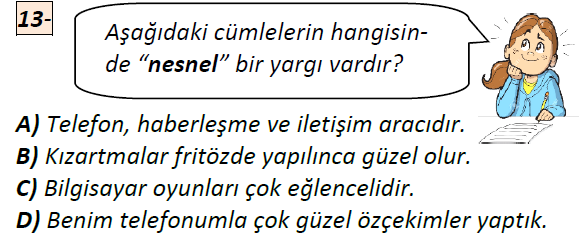 13-
Aşağıdaki cümlelerin hangisin-
de “nesnel” bir yargı vardır?
A) Telefon, haberleşme ve iletişim aracıdır.
B) Kızartmalar fritözde yapılınca güzel olur.
C) Bilgisayar oyunları çok eğlencelidir.
D) Benim telefonumla çok güzel özçekimler yaptık.